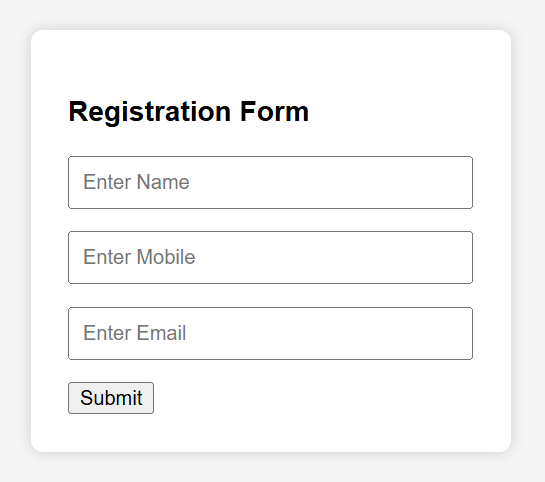 Registration Form
Enter Name
Enter Mobile
Enter Email
Submit